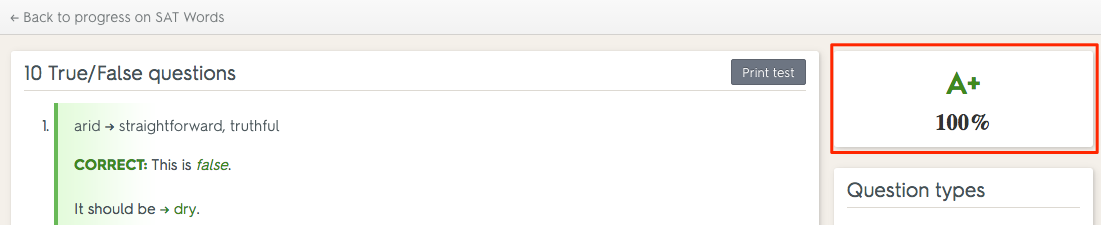 ← Back to progress on SAT Words
10 True/False questions
Print test
1. arid → straightforward, truthful
CORRECT: This is false.
It should be → dry.
A+
100%
Question types